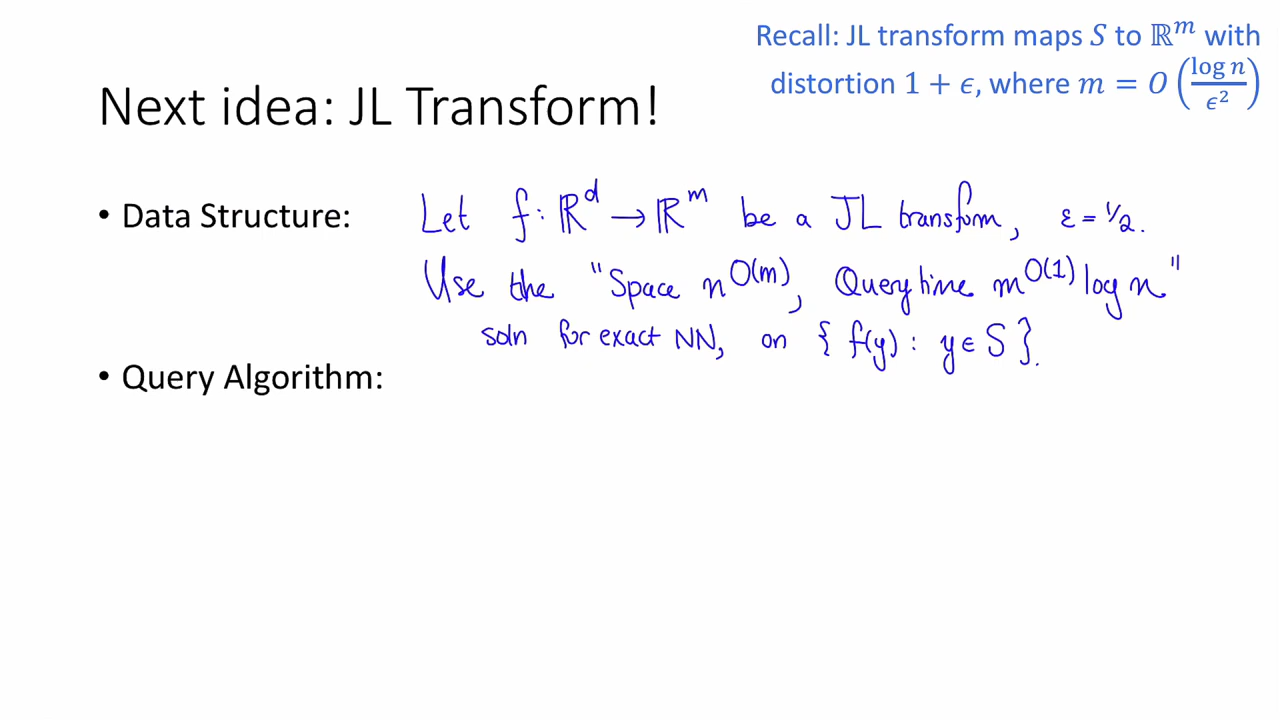 Recall: JL transform maps S to ℝ^m with
distortion 1 + ϵ, where m = O(log n / ϵ²)
Next idea: JL Transform!
• Data Structure: Let f: ℝ^d → ℝ^m be a JL transform, ε = 1/2.
Use the "Space n^O(m), Query time m^O(1) log n"
soln for exact NN, on { f(y) : y ∈ S }.
• Query Algorithm: